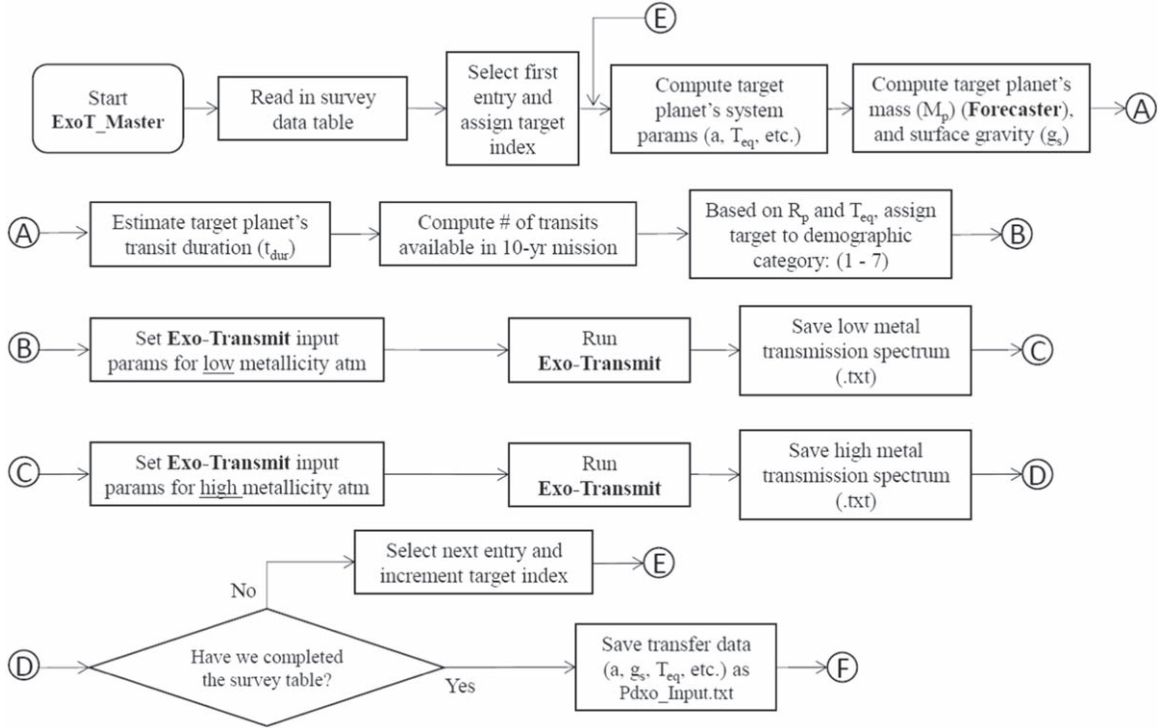 E
Start
ExoT_Master
Read in survey
data table
Select first
entry and
assign target
index
Compute target
planet's system
params (a, Teq, etc.)
Compute target planet's
mass (Mp) (Forecaster),
and surface gravity (gs)
A
A
Estimate target planet's
transit duration (tdur)
Compute # of transits
available in 10-yr mission
Based on Rp and Teq, assign
target to demographic
category: (1 - 7)
B
B
Set Exo-Transmit input
params for low metallicity atm
Run
Exo-Transmit
Save low metal
transmission spectrum
(.txt)
C
C
Set Exo-Transmit input
params for high metallicity atm
Run
Exo-Transmit
Save high metal
transmission spectrum
(.txt)
D
Select next entry and
increment target index
E
No
D
Have we completed
the survey table?
Yes
Save transfer data
(a, gs, Teq, etc.) as
Pdxo_Input.txt
F